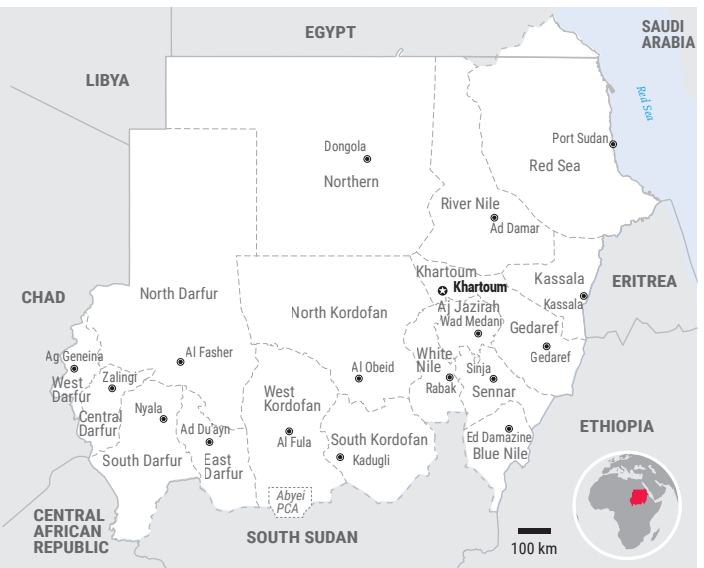 EGYPT
SAUDI
ARABIA
LIBYA
Red Sea
Port Sudan
Red Sea
Dongola
Northern
River Nile
Ad Damar
Khartoum
Khartoum
Kassala
Kassala
ERITREA
CHAD
North Darfur
North Kordofan
Aj Jazirah
Wad Medani
Gedaref
Gedaref
Ag Geneina
West
Darfur
Zalingi
Al Fasher
Al Obeid
White
Nile
Rabak
Sinja
Sennar
Central
Darfur
Nyala
Ad Du'ayn
West
Kordofan
Al Fula
South Kordofan
Kadugli
Ed Damazine
Blue Nile
ETHIOPIA
South Darfur
East
Darfur
Abyei
PCA
CENTRAL
AFRICAN
REPUBLIC
SOUTH SUDAN
100 km